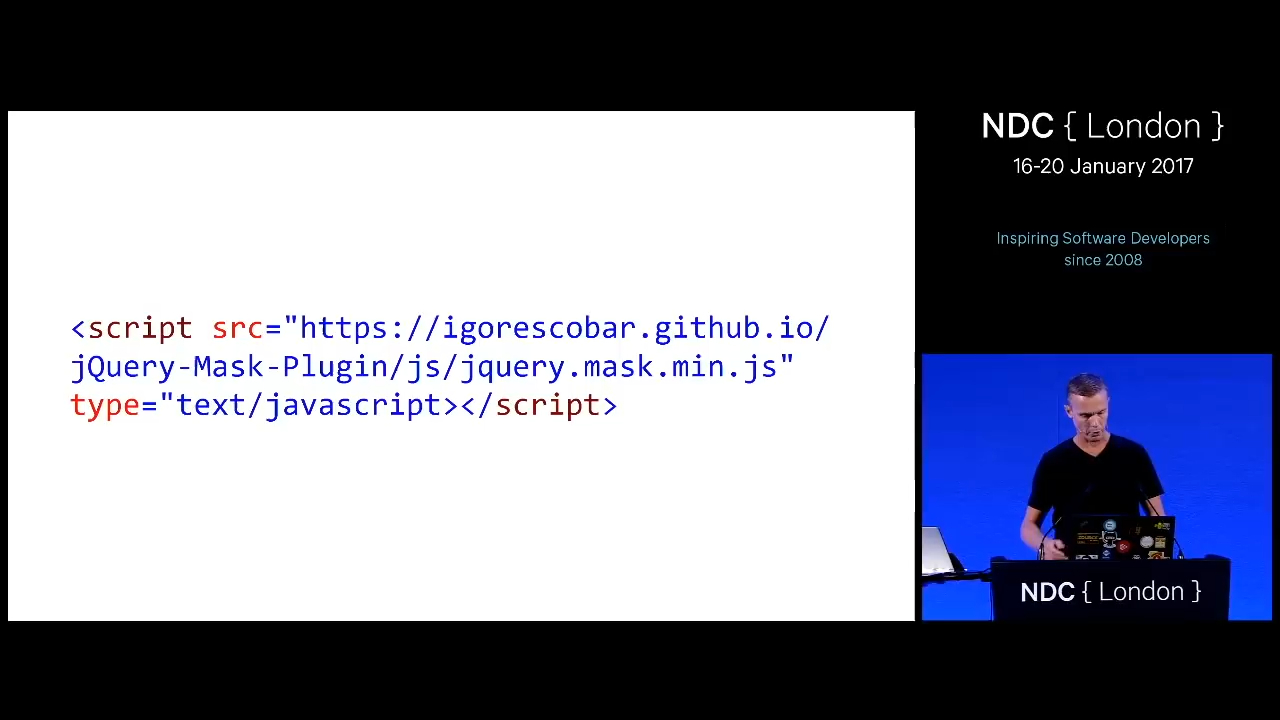 <script src="https://igorescobar.github.io/
jQuery-Mask-Plugin/js/jquery.mask.min.js"
type="text/javascript></script>
NDC { London }
16-20 January 2017
Inspiring Software Developers
since 2008
NDC { London }